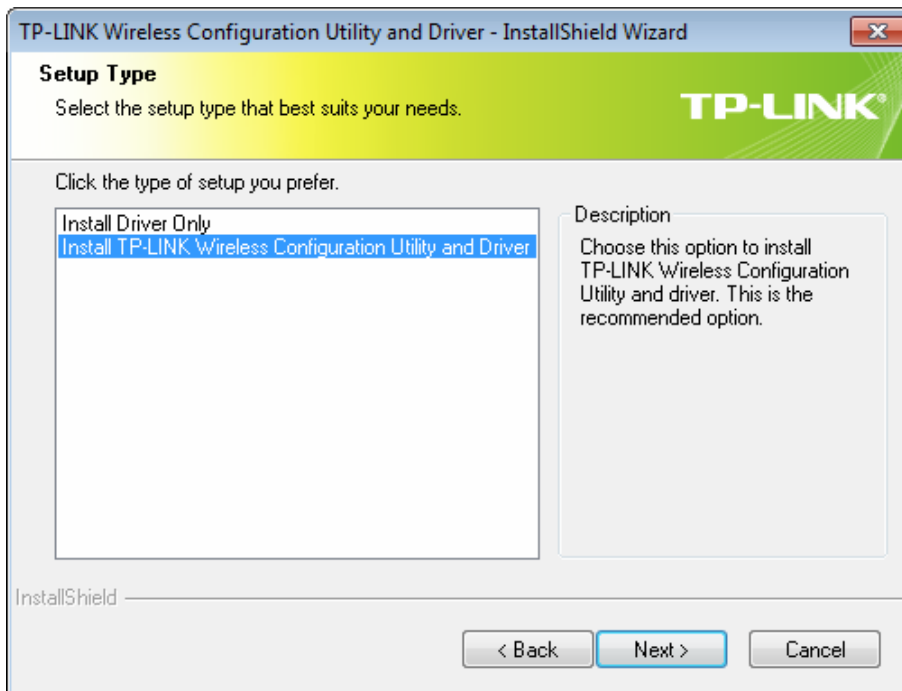 TP-LINK Wireless Configuration Utility and Driver - InstallShield Wizard
Setup Type
Select the setup type that best suits your needs.
TP-LINK®
Click the type of setup you prefer.
Install Driver Only
Install TP-LINK Wireless Configuration Utility and Driver
Description
Choose this option to install
TP-LINK Wireless Configuration
Utility and driver. This is the
recommended option.
InstallShield
< Back
Next >
Cancel